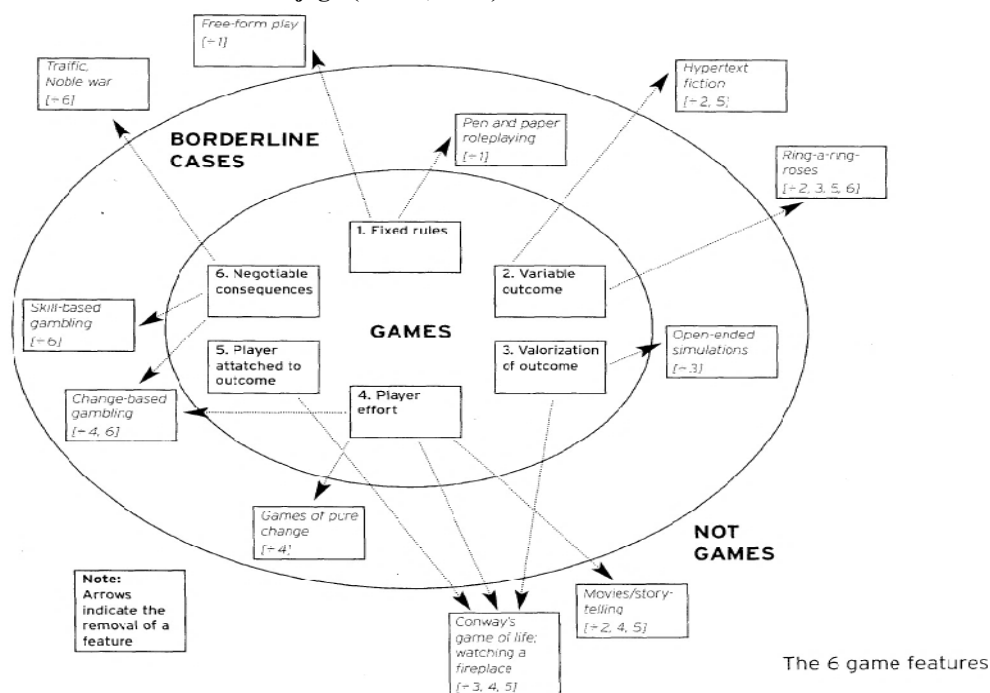 Free-form play
[÷1]
Traffic,
Noble war
[÷6]
Hypertext
fiction
[÷2, 5]
BORDERLINE
CASES
Pen and paper
roleplaying
[÷1]
Ring-a-ring-
roses
[÷2, 3, 5, 6]
1. Fixed rules
6. Negotiable
consequences
2. Variable
outcome
Skill-based
gambling
[÷6]
GAMES
5. Player
attatched to
outcome
3. Valorization
of outcome
Open-ended
simulations
[÷3]
Change-based
gambling
[÷4, 6]
4. Player
effort
Games of pure
change
[÷4]
NOT
GAMES
Note:
Arrows
indicate the
removal of a
feature
Conway's
game of life;
watching a
fireplace
[÷3, 4, 5]
Movies/story-
telling
[÷2, 4, 5]
The 6 game features